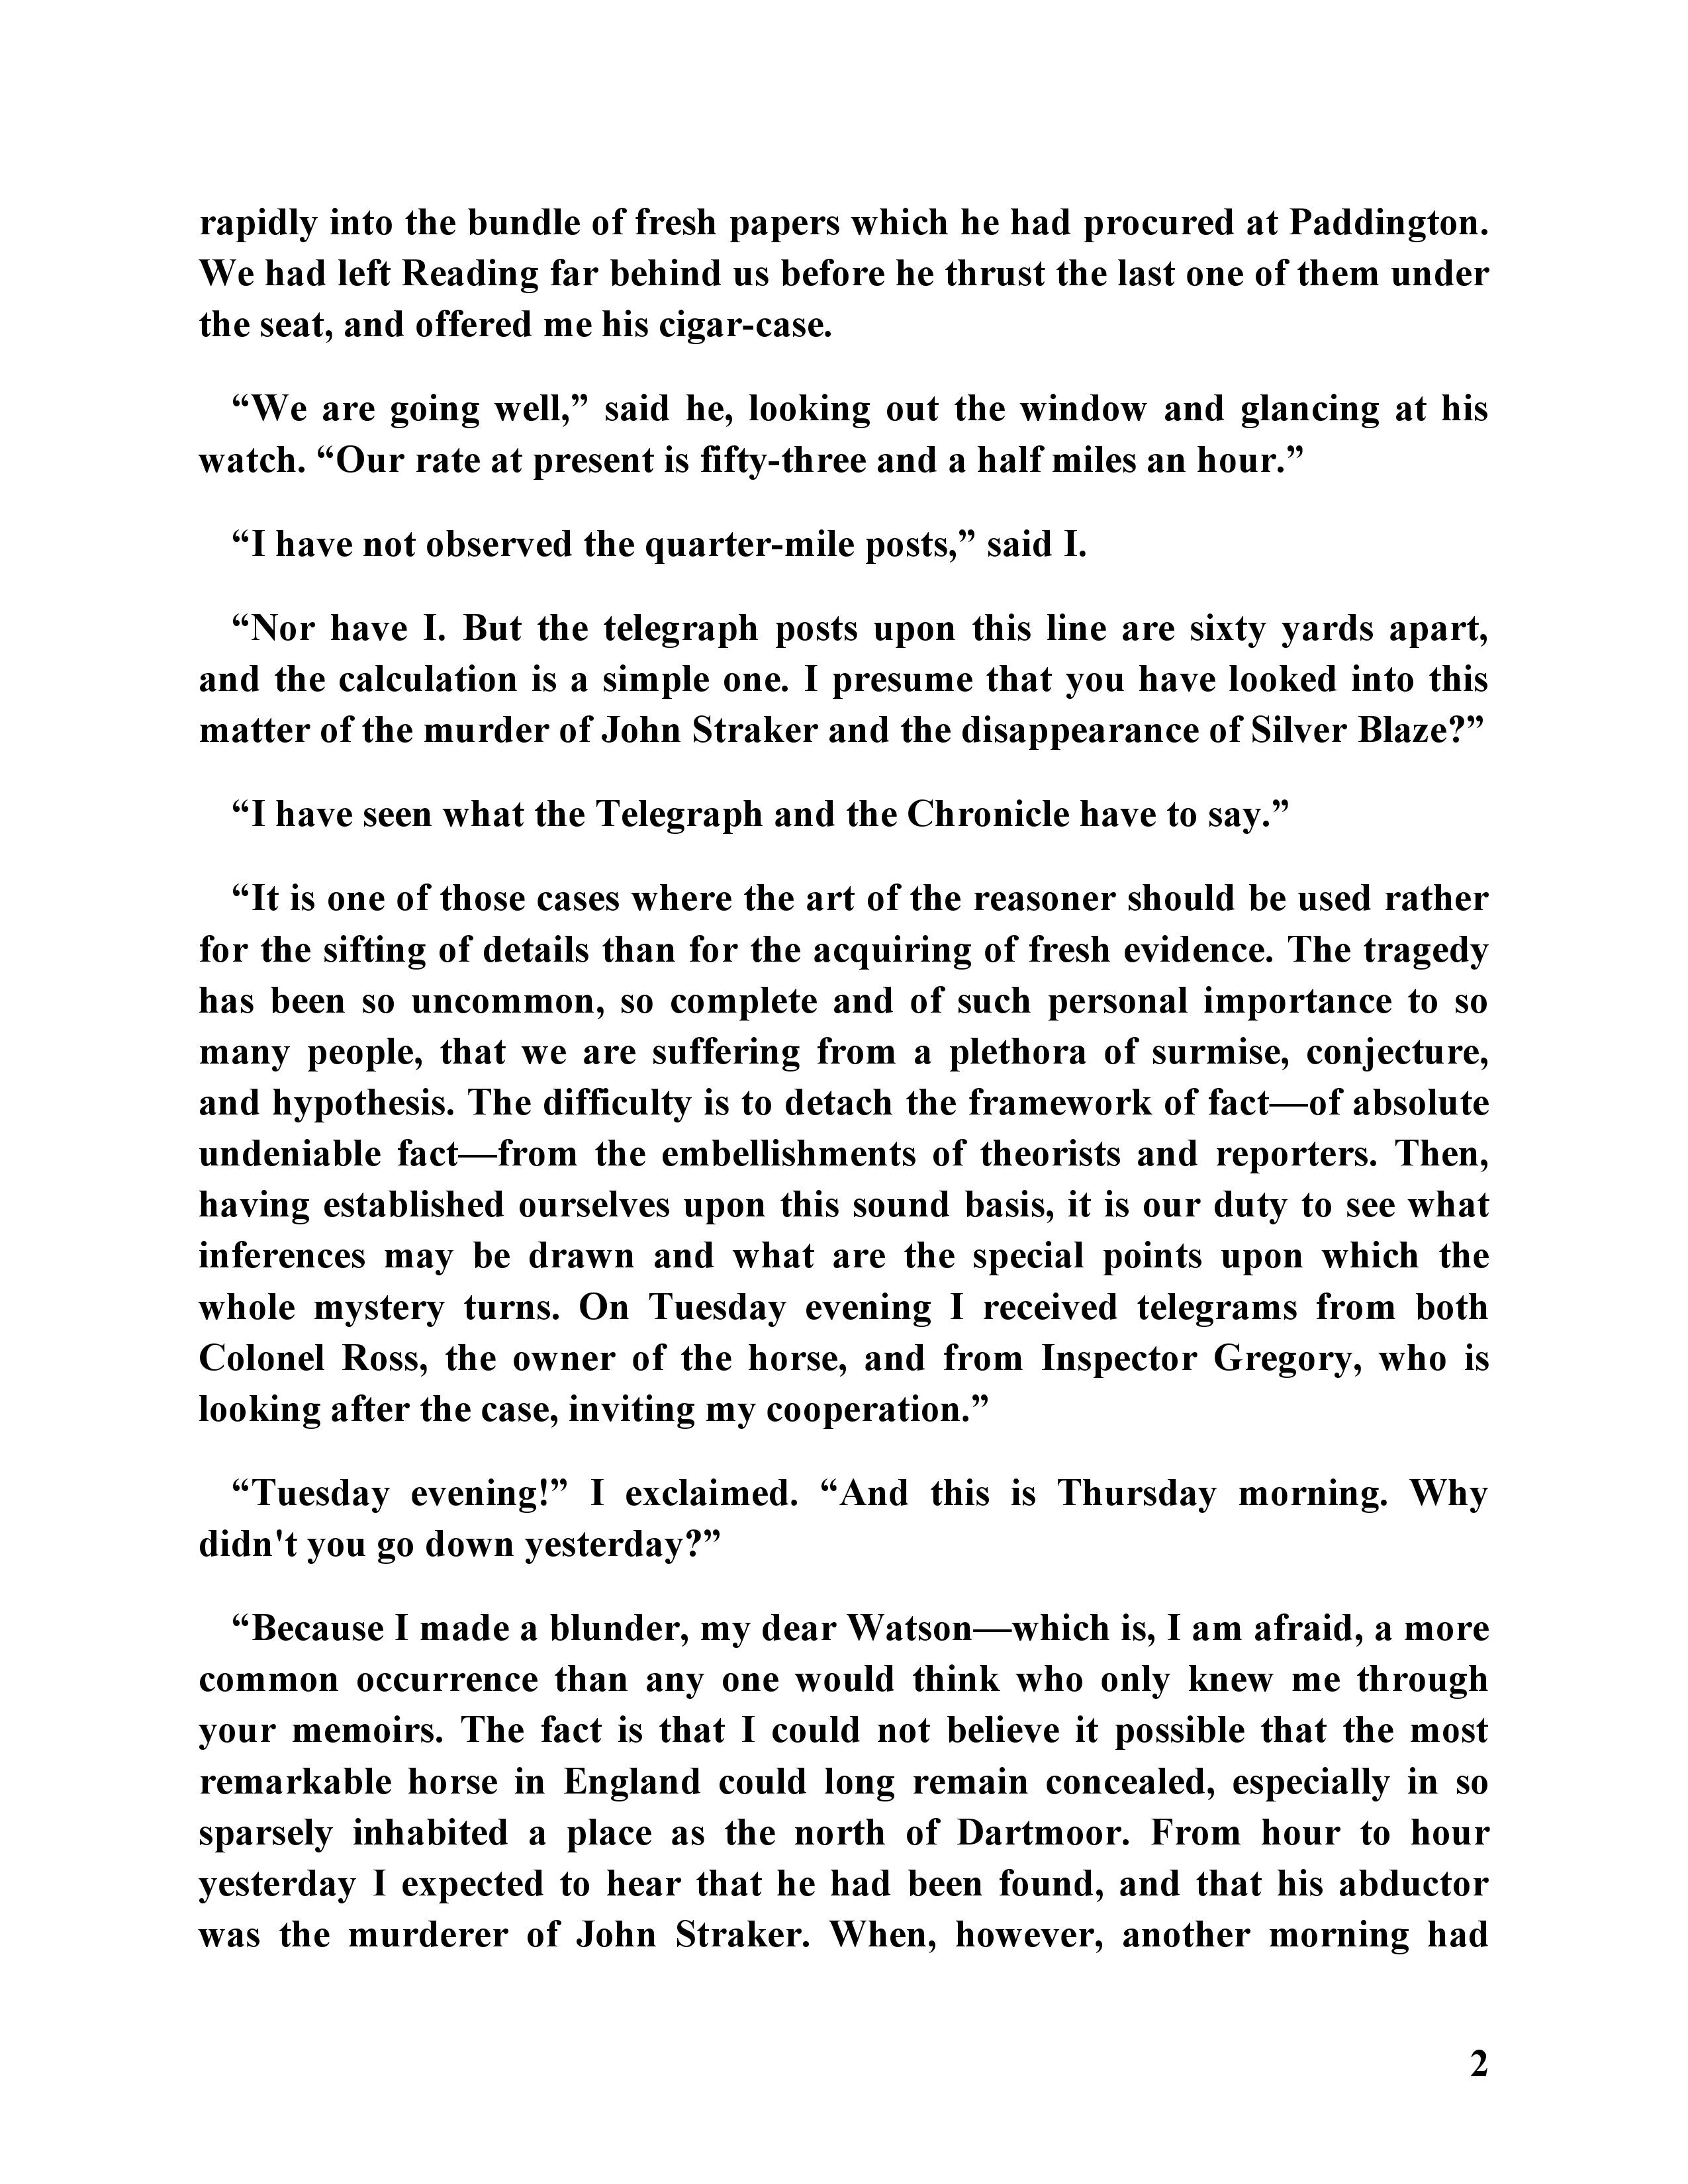 rapidly into the bundle of fresh papers which he had procured at Paddington.
We had left Reading far behind us before he thrust the last one of them under
the seat, and offered me his cigar-case.
“We are going well,” said he, looking out the window and glancing at his
watch. “Our rate at present is fifty-three and a half miles an hour.”
“I have not observed the quarter-mile posts,” said I.
“Nor have I. But the telegraph posts upon this line are sixty yards apart,
and the calculation is a simple one. I presume that you have looked into this
matter of the murder of John Straker and the disappearance of Silver Blaze?”
“I have seen what the Telegraph and the Chronicle have to say.”
“It is one of those cases where the art of the reasoner should be used rather
for the sifting of details than for the acquiring of fresh evidence. The tragedy
has been so uncommon, so complete and of such personal importance to so
many people, that we are suffering from a plethora of surmise, conjecture,
and hypothesis. The difficulty is to detach the framework of fact—of absolute
undeniable fact—from the embellishments of theorists and reporters. Then,
having established ourselves upon this sound basis, it is our duty to see what
inferences may be drawn and what are the special points upon which the
whole mystery turns. On Tuesday evening I received telegrams from both
Colonel Ross, the owner of the horse, and from Inspector Gregory, who is
looking after the case, inviting my cooperation.”
“Tuesday evening!” I exclaimed. “And this is Thursday morning. Why
didn't you go down yesterday?”
“Because I made a blunder, my dear Watson—which is, I am afraid, a more
common occurrence than any one would think who only knew me through
your memoirs. The fact is that I could not believe it possible that the most
remarkable horse in England could long remain concealed, especially in so
sparsely inhabited a place as the north of Dartmoor. From hour to hour
yesterday I expected to hear that he had been found, and that his abductor
was the murderer of John Straker. When, however, another morning had
2